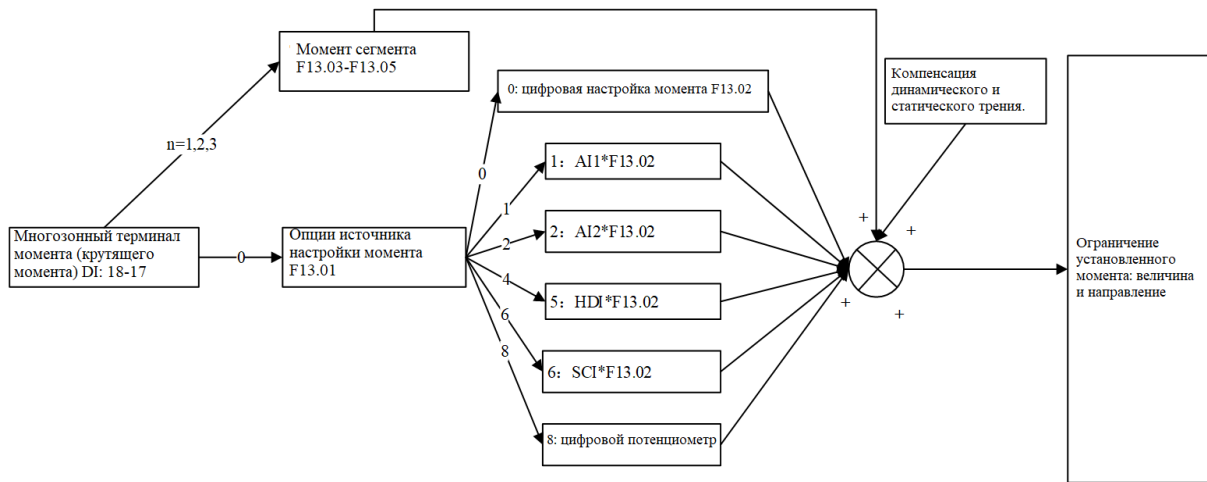 Момент сегмента
F13.03-F13.05
Компенсация
динамического и
статического трения.
0: цифровая настройка момента F13.02
n=1,2,3
1: AI1*F13.02
0
1
Многозонный терминал
момента (крутящего
момента) DI: 18-17
0
Опции источника
настройки момента
F13.01
2
2: AI2*F13.02
+
+
Ограничение
установленного
момента: величина
и направление
4
5: HDI*F13.02
+
+
6
8
6: SCI*F13.02
8: цифровой потенциометр